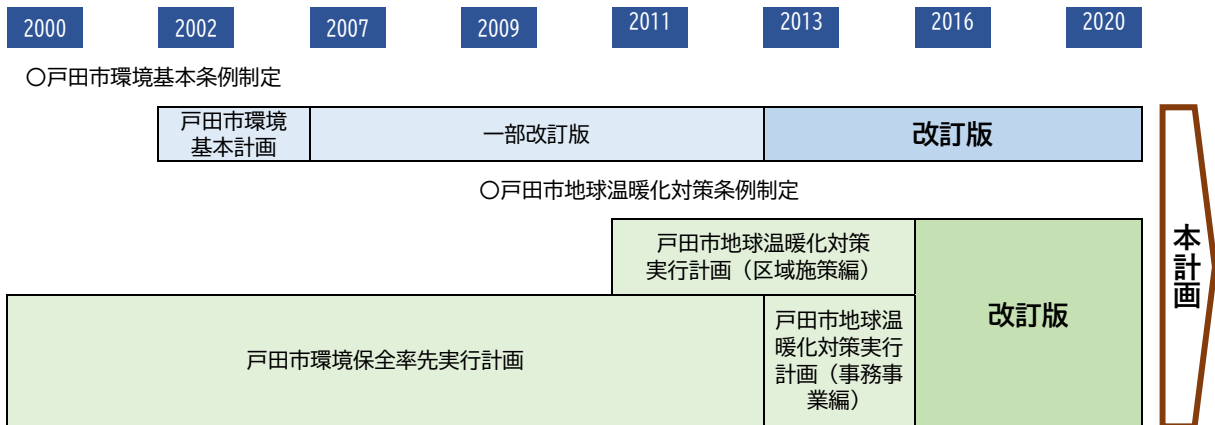 2000
2002
2007
2009
2011
2013
2016
2020
〇戸田市環境基本条例制定
戸田市環境
基本計画
一部改訂版
改訂版
〇戸田市地球温暖化対策条例制定
戸田市地球温暖化対策
実行計画（区域施策編）
戸田市環境保全率先実行計画
戸田市地球温
暖化対策実行
計画（事務事
業編）
改訂版
本計画